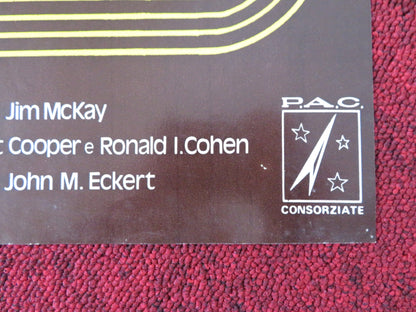 Jim McKay
t Cooper e Ronald I.Cohen
John M. Eckert
P.A.C.
CONSORZIATE